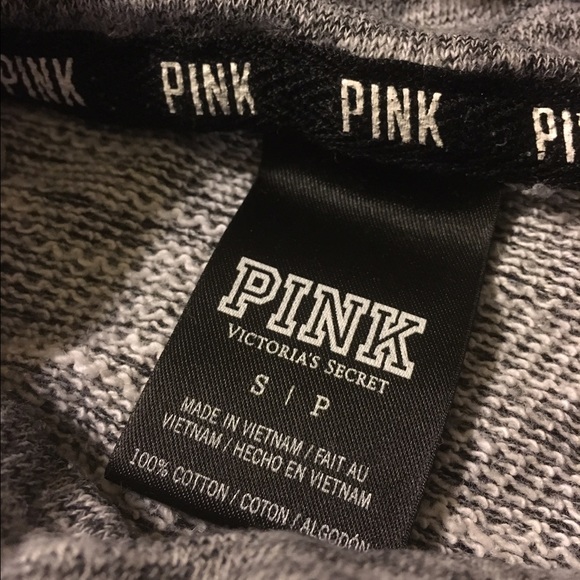 PINK PINK PINK PIN
PINK
VICTORIA'S SECRET
S | P
MADE IN VIETNAM / FAIT AU
VIETNAM / HECHO EN VIETNAM
100% COTTON / COTON / ALGODÓN